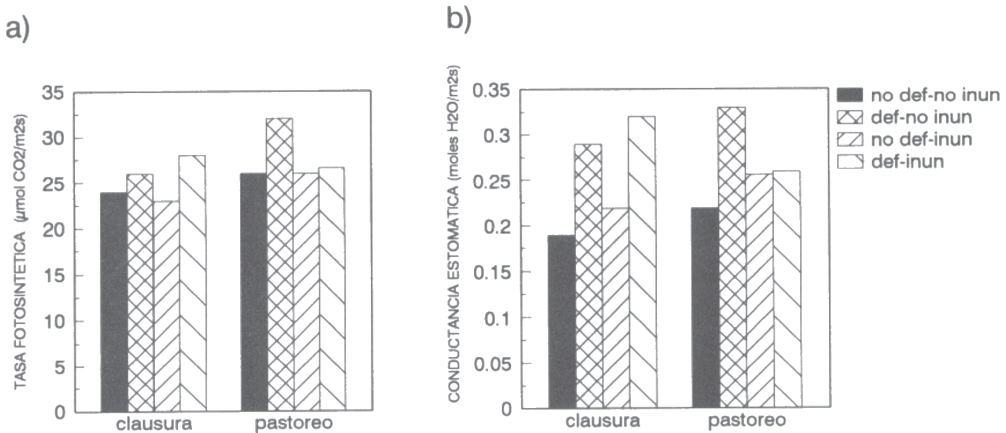 a)
TASA FOTOSINTETICA (µmol CO2/m2s)
35
30
25
20
15
10
5
0
clausura
pastoreo
b)
CONDUCTANCIA ESTOMATICA (moles H2O/m2s)
0.35
0.3
0.25
0.2
0.15
0.1
0.05
0
clausura
pastoreo
no def-no inun
def-no inun
no def-inun
def-inun